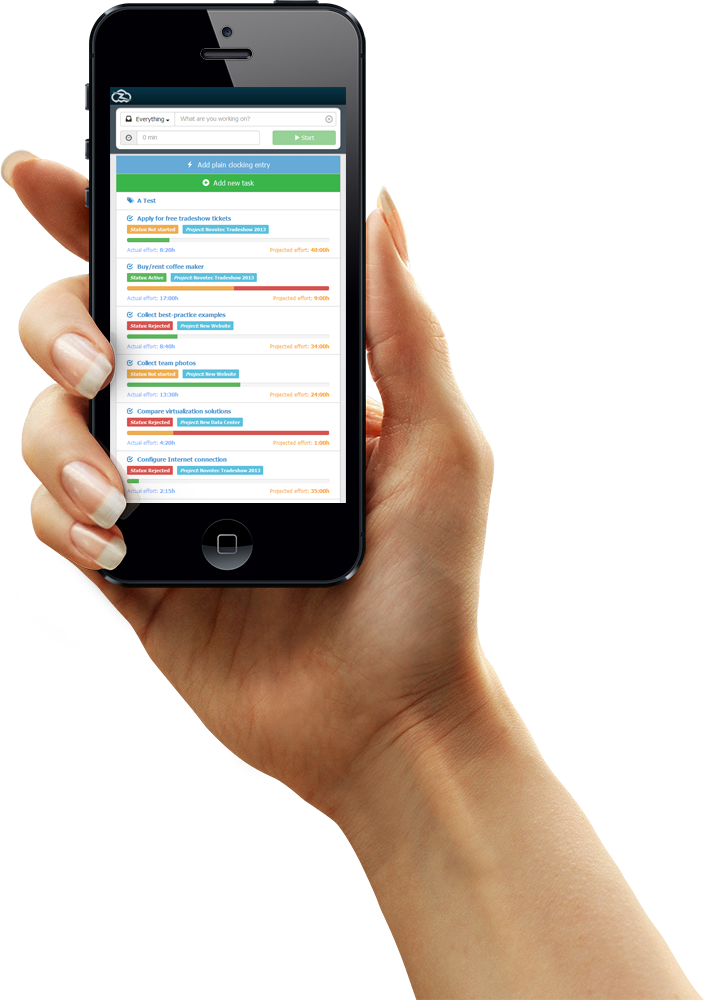 Everything What are you working on?
0 min Start
Add plain clocking entry
Add new task
A Test
Apply for free tradeshow tickets
Status Not started Project Novotec Tradeshow 2013
Actual effort: 8:20h Projected effort: 40:00h
Buy/rent coffee maker
Status Active Project Novotec Tradeshow 2013
Actual effort: 17:00h Projected effort: 9:00h
Collect best-practice examples
Status Rejected Project New Website
Actual effort: 8:40h Projected effort: 34:00h
Collect team photos
Status Not started Project New Website
Actual effort: 13:30h Projected effort: 24:00h
Compare virtualization solutions
Status Rejected Project New Data Center
Actual effort: 4:20h Projected effort: 1:00h
Configure Internet connection
Status Rejected Project Novotec Tradeshow 2013
Actual effort: 2:15h Projected effort: 35:00h